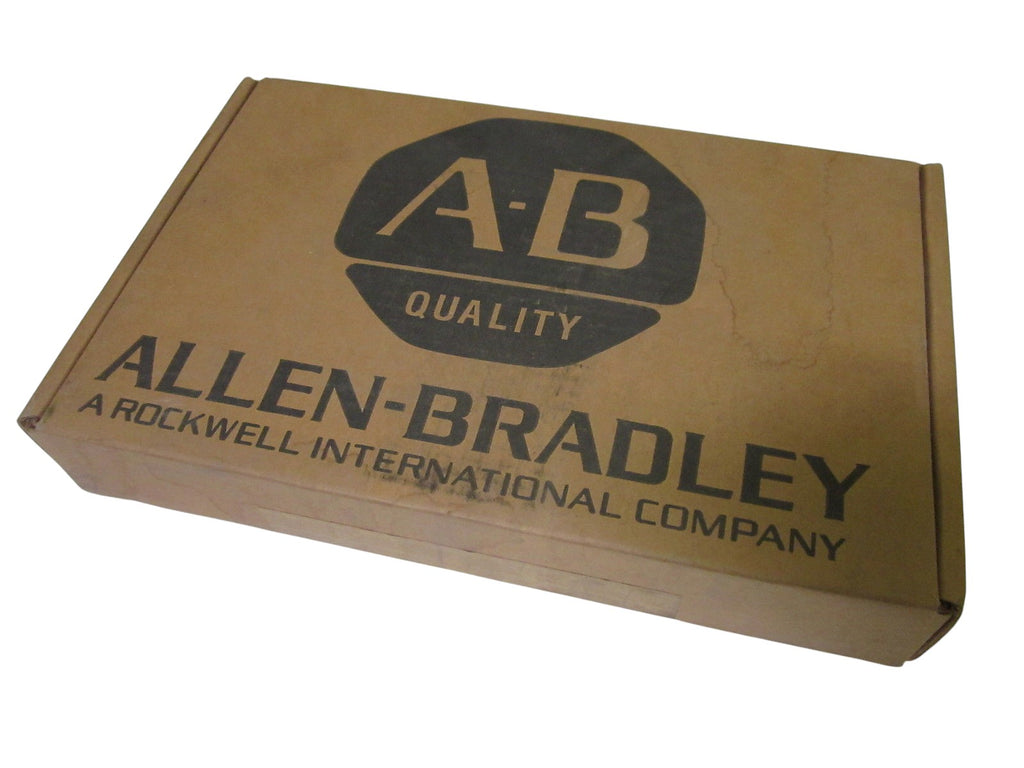 A-B
QUALITY
ALLEN-BRADLEY
A ROCKWELL INTERNATIONAL COMPANY